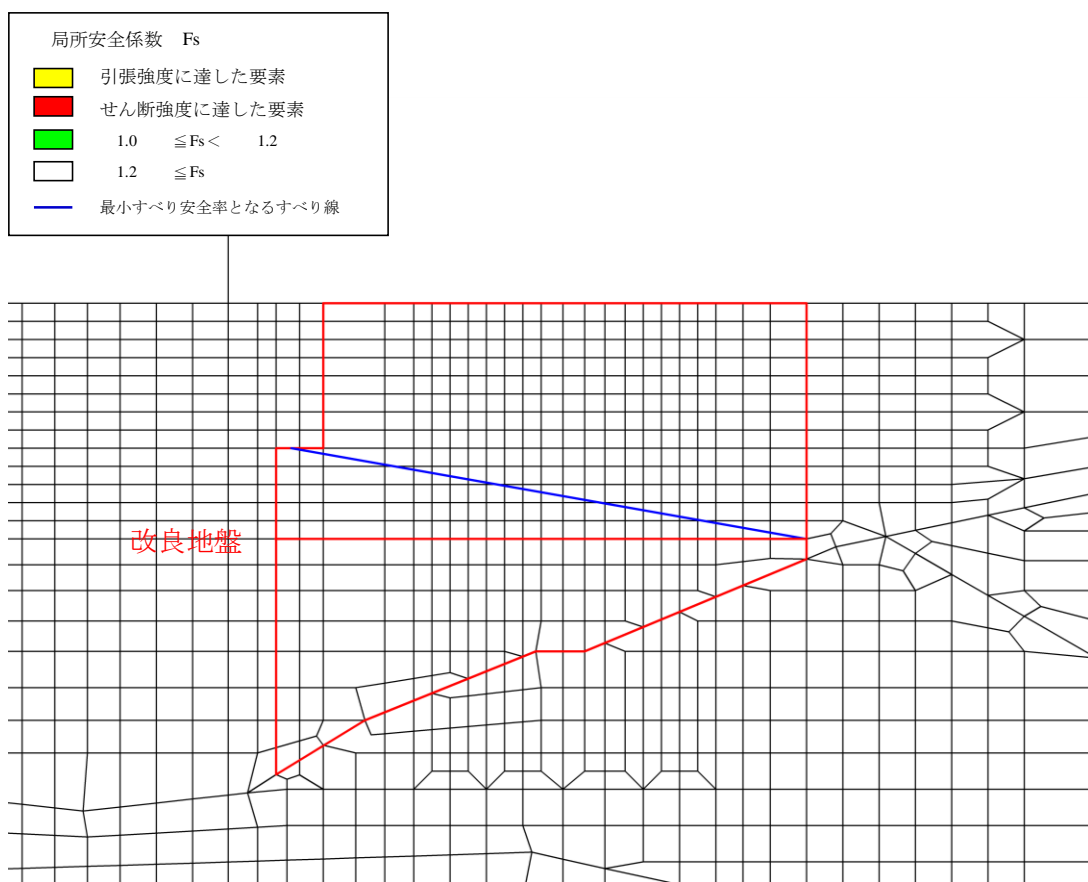 局所安全係数 Fs
引張強度に達した要素
せん断強度に達した要素
1.0 ≦Fs< 1.2
1.2 ≦Fs
最小すべり安全率となるすべり線
改良地盤